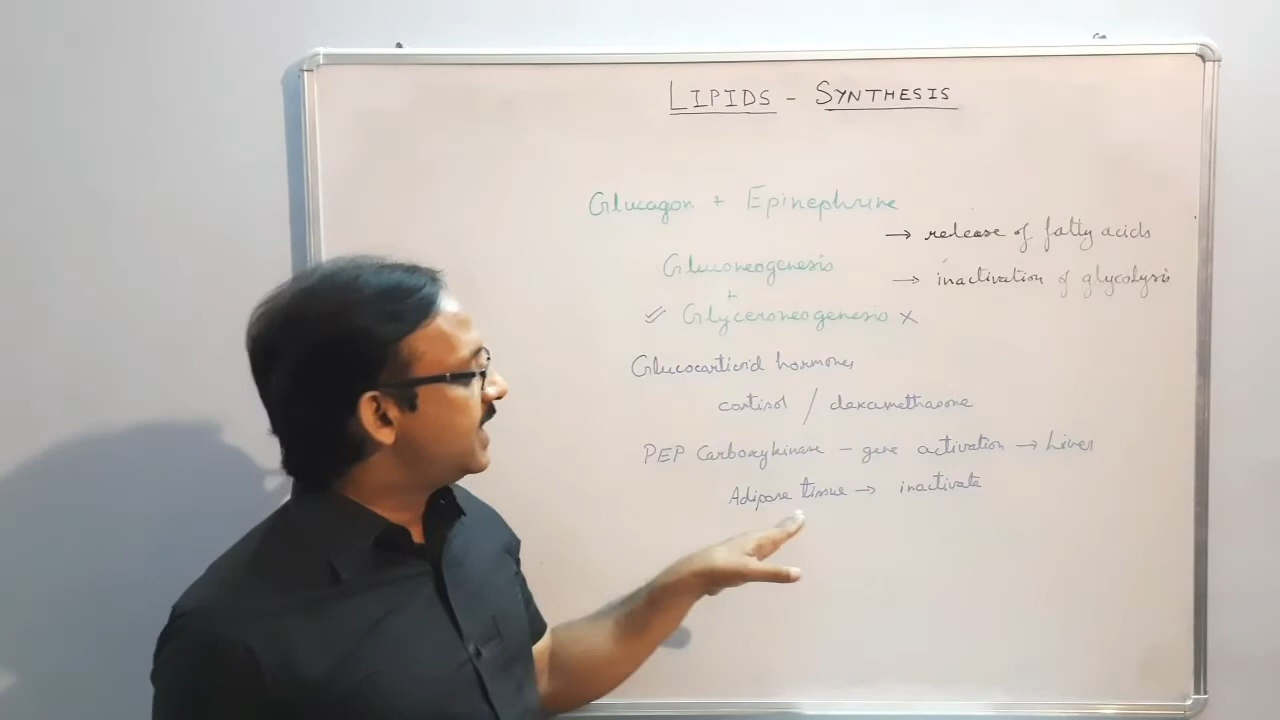 LIPIDS - SYNTHESIS
Glucagon + Epinephrine
→ release of fatty acids
Gluconeogenesis
→ inactivation of glycolysis
+
✓ Glyceroneogenesis ×
Glucocorticoid hormones
cortisol / dexamethasone
PEP Carboxykinase – gene activation → Liver
Adipose tissue → inactivate